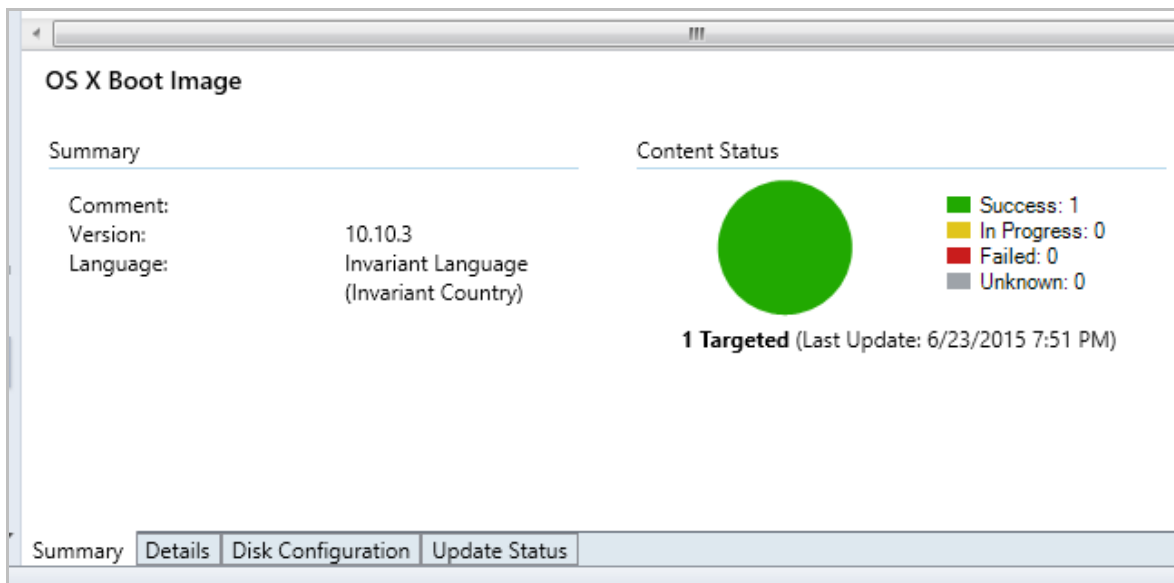 OS X Boot Image
Summary
Content Status
Comment:
Version: 10.10.3
Language: Invariant Language
(Invariant Country)
Success: 1
In Progress: 0
Failed: 0
Unknown: 0
1 Targeted (Last Update: 6/23/2015 7:51 PM)
Summary Details Disk Configuration Update Status